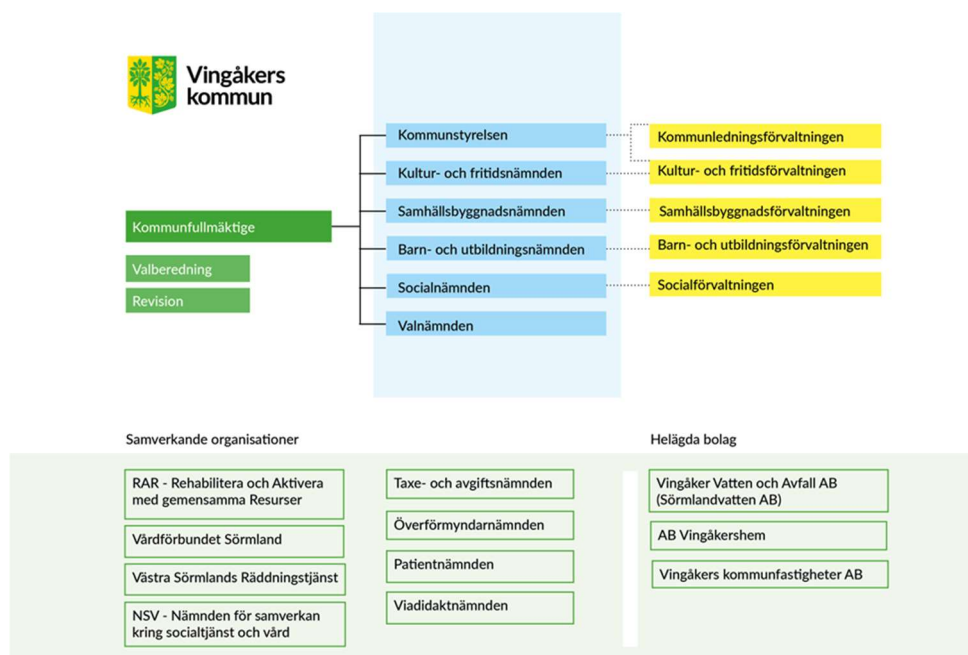 Vingåkers
kommun
Kommunfullmäktige
Valberedning
Revision
Kommunstyrelsen
Kultur- och fritidsnämnden
Samhällsbyggnadsnämnden
Barn- och utbildningsnämnden
Socialnämnden
Valnämnden
Kommunledningsförvaltningen
Kultur- och fritidsförvaltningen
Samhällsbyggnadsförvaltningen
Barn- och utbildningsförvaltningen
Socialförvaltningen
Samverkande organisationer
RAR - Rehabilitera och Aktivera
med gemensamma Resurser
Vårdförbundet Sörmland
Västra Sörmlands Räddningstjänst
NSV - Nämnden för samverkan
kring socialtjänst och vård
Taxe- och avgiftsnämnden
Överförmyndarnämnden
Patientnämnden
Viadidaktnämnden
Helägda bolag
Vingåker Vatten och Avfall AB
(Sörmlandvatten AB)
AB Vingåkershem
Vingåkers kommunfastigheter AB